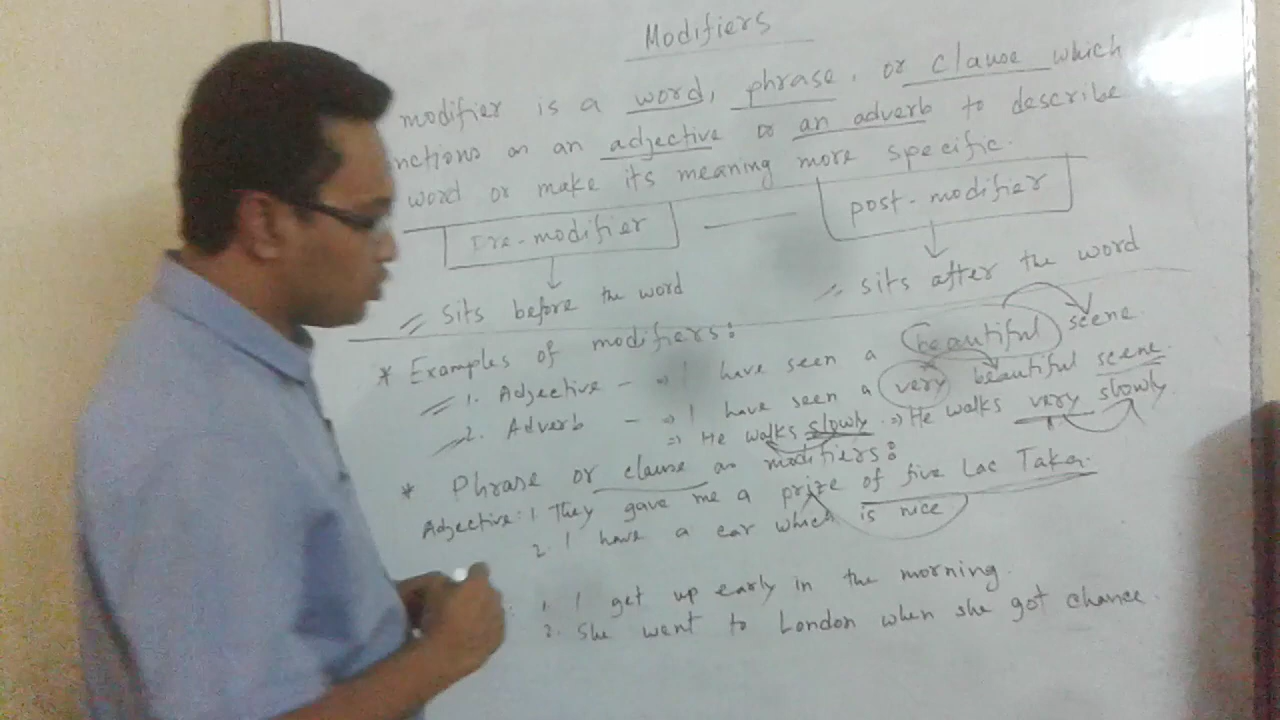 Modifiers
modifier is a word, phrase, or clause which
nctions as an adjective or an adverb to describe
word or make its meaning more specific.
Pre-modifier post-modifier
sits before the word sits after the word
* Examples of modifiers:
1. Adjective - => I have seen a beautiful scene.
2. Adverb - => I have seen a very beautiful scene.
=> He walks slowly. => He walks very slowly
* Phrase or clause as modifiers:
Adjective: 1 They gave me a prize of five Lac Taka.
2. I have a car which is nice
1. I get up early in the morning.
2. She went to London when she got chance.